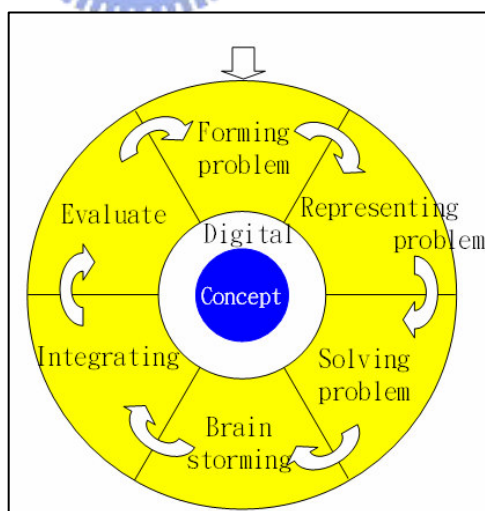 Forming
problem
Representing
problem
Solving
problem
Brain
storming
Integrating
Evaluate
Digital
Concept